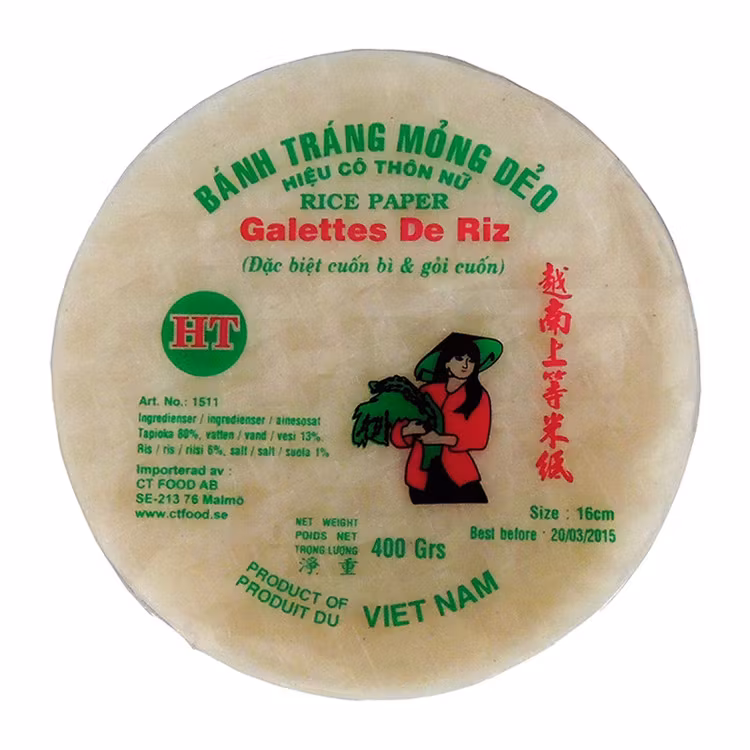 BÁNH TRÁNG MỎNG DẺO
HIỆU CÔ THÔN NỮ
RICE PAPER
Galettes De Riz
(Đặc biệt cuốn bì & gỏi cuốn)
HT
越南上等米紙
Art. No.: 1511
Ingredienser / ingredienser / ainesosat
Tapioka 80%, vatten / vand / vesi 13%.
Ris / ris / riisi 6%, salt / salt / suola 1%
Importerad av :
CT FOOD AB
SE-213 76 Malmö
www.ctfood.se
Size : 16cm
Best before : 20/03/2015
NET WEIGHT
POIDS NET
TRỌNG LƯỢNG
淨 重
400 Grs
PRODUCT OF
PRODUIT DU
VIET NAM